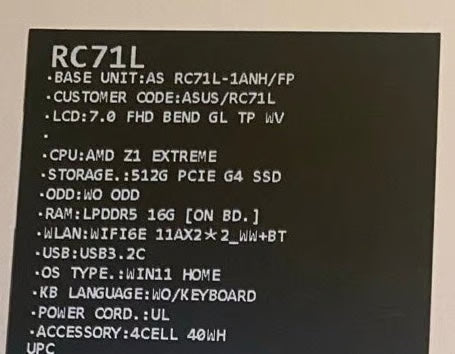 RC71L
·BASE UNIT:AS RC71L-1ANH/FP
·CUSTOMER CODE:ASUS/RC71L
·LCD:7.0 FHD BEND GL TP WV
·
·CPU:AMD Z1 EXTREME
·STORAGE.:512G PCIE G4 SSD
·ODD:WO ODD
·RAM:LPDDR5 16G [ON BD.]
·WLAN:WIFI6E 11AX2*2_WW+BT
·USB:USB3.2C
·OS TYPE.:WIN11 HOME
·KB LANGUAGE:WO/KEYBOARD
·POWER CORD.:UL
·ACCESSORY:4CELL 40WH
UPC